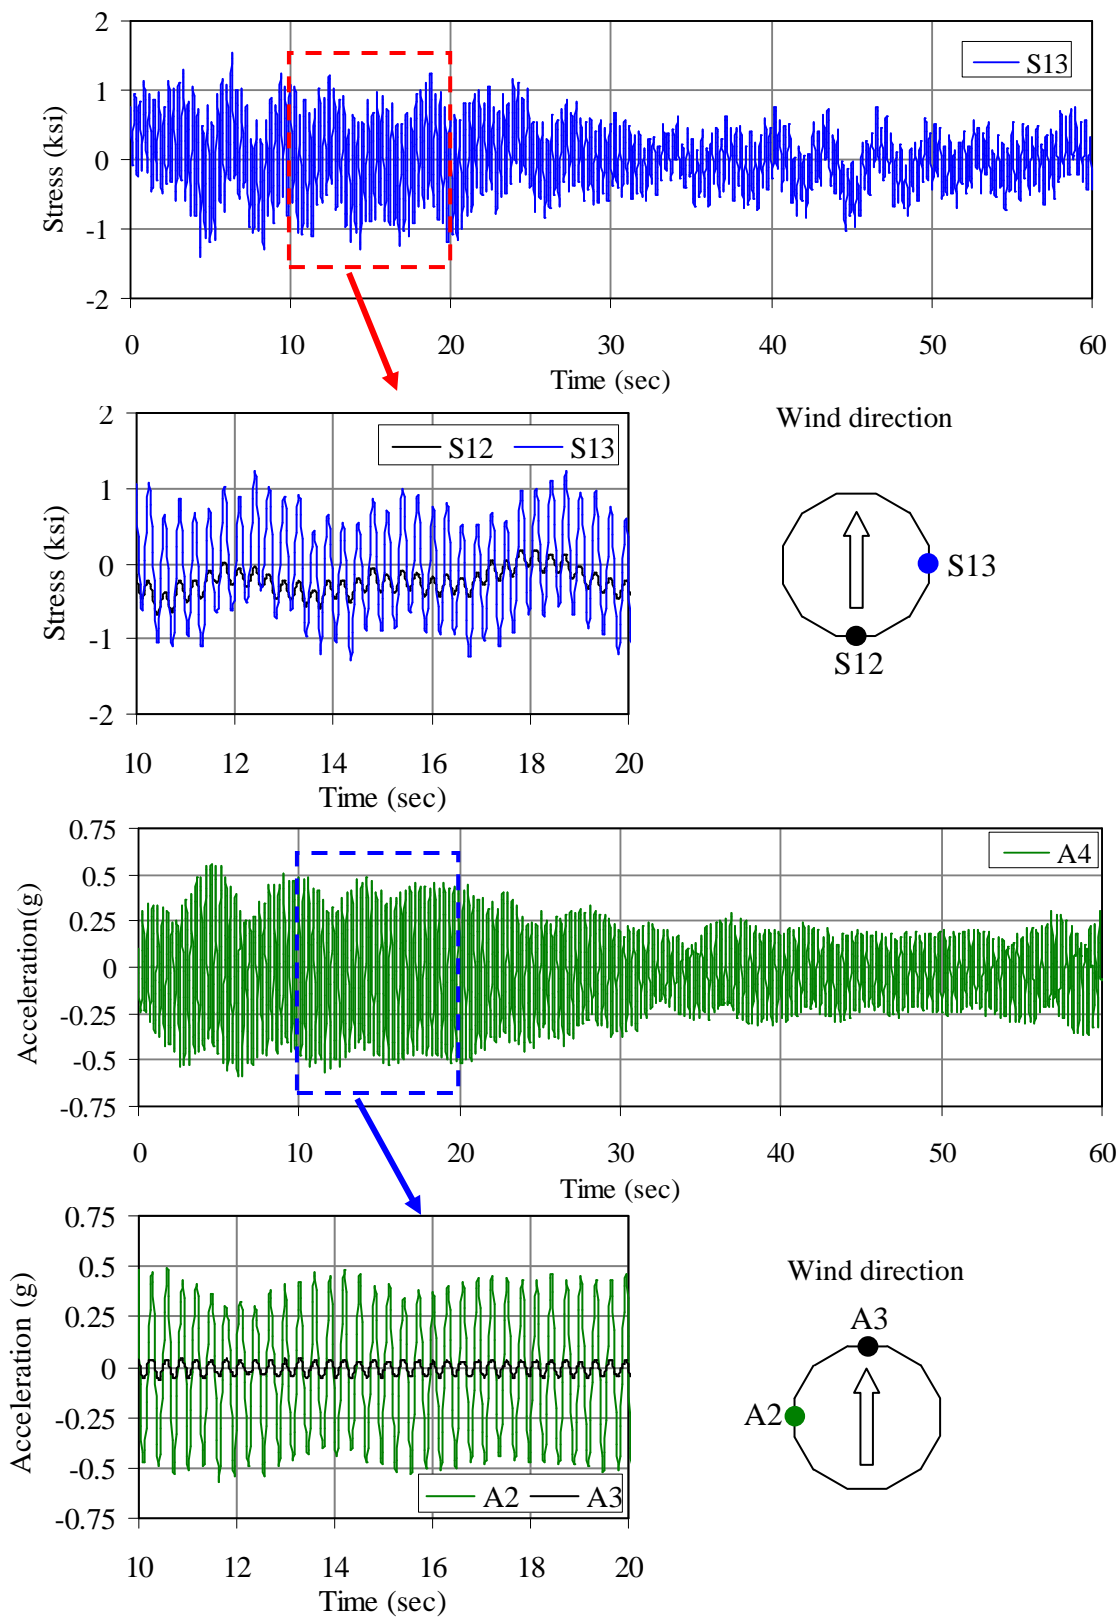 2
1
0
-1
-2
Stress (ksi)
S13
0 10 20 30 40 50 60
Time (sec)
2
1
0
-1
-2
Stress (ksi)
S12 S13
10 12 14 16 18 20
Time (sec)
Wind direction
S13
S12
0.75
0.5
0.25
0
-0.25
-0.5
-0.75
Acceleration(g)
A4
0 10 20 30 40 50 60
Time (sec)
0.75
0.5
0.25
0
-0.25
-0.5
-0.75
Acceleration (g)
A2 A3
10 12 14 16 18 20
Time (sec)
Wind direction
A3
A2